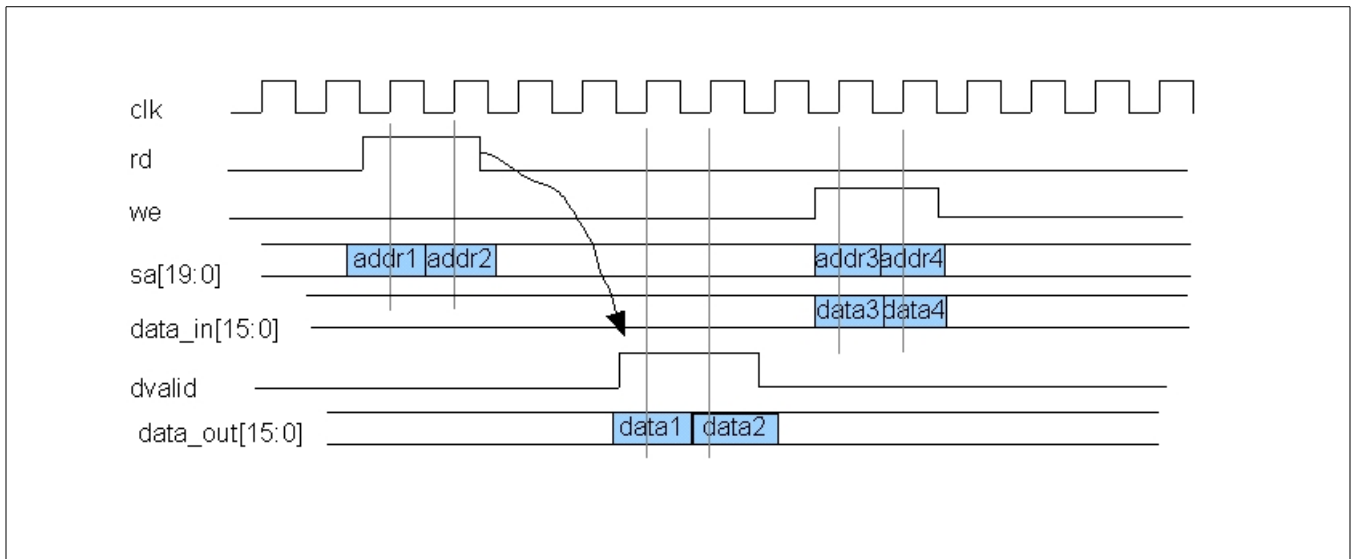 clk
rd
we
sa[19:0] addr1 addr2 addr3 addr4
data_in[15:0] data3 data4
dvalid
data_out[15:0] data1 data2